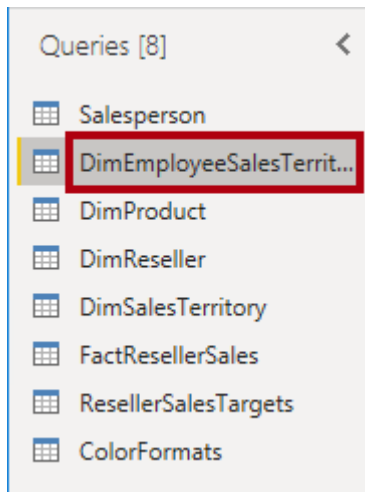 Queries [8]
Salesperson
DimEmployeeSalesTerrit...
DimProduct
DimReseller
DimSalesTerritory
FactResellerSales
ResellerSalesTargets
ColorFormats